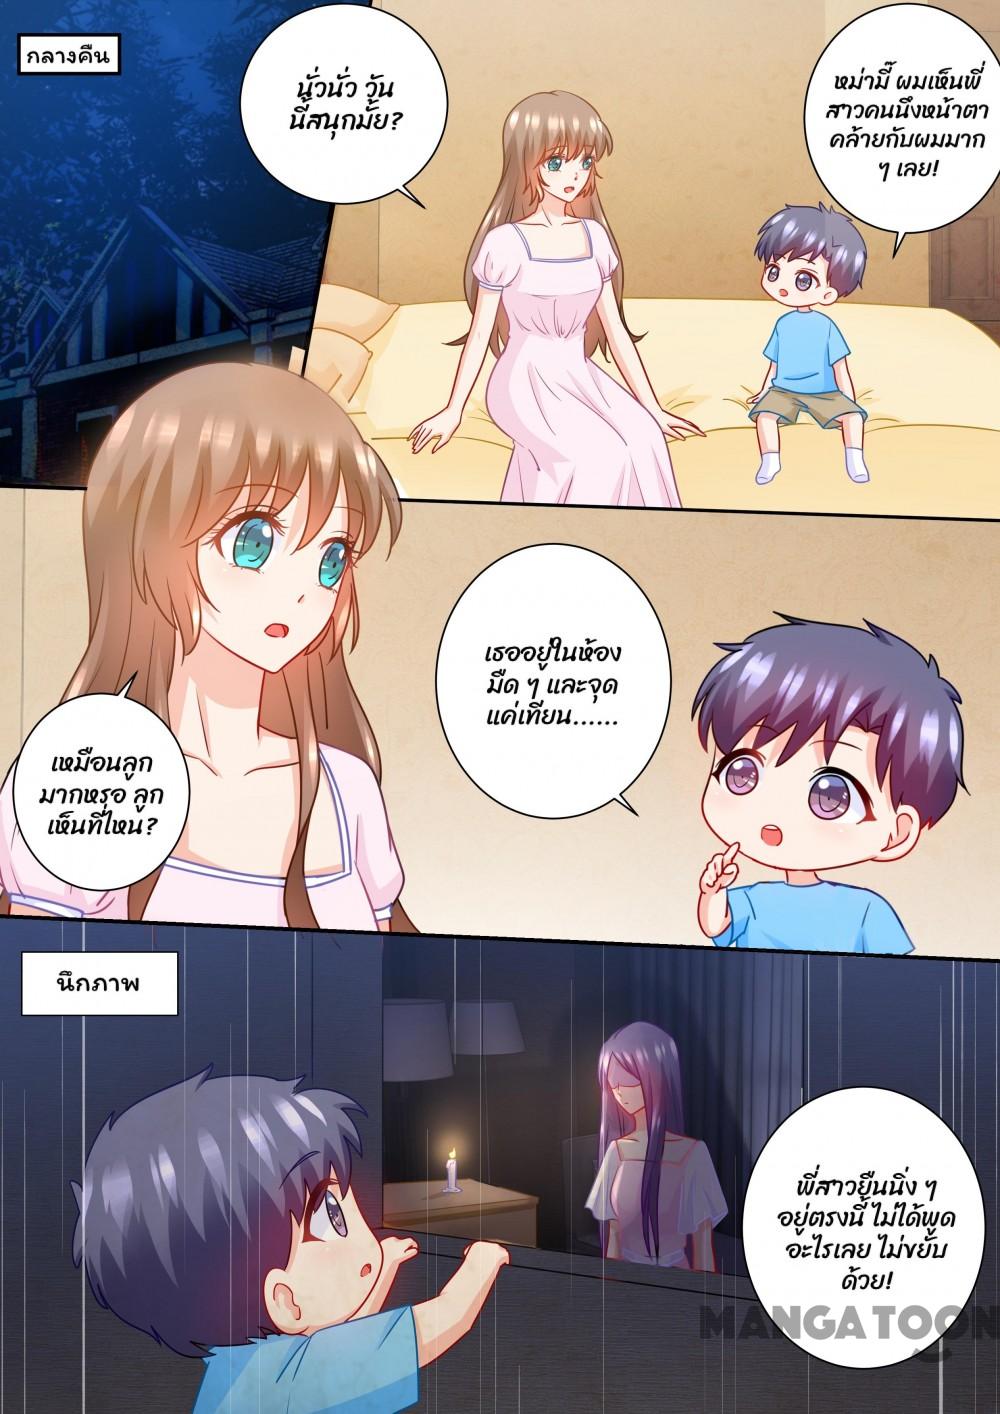 กลางคืน
นั่วนั่ว วัน
นี้สนุกมั้ย?
หม่ามี๊ ผมเห็นพี่
สาวคนนึงหน้าตา
คล้ายกับผมมาก
ๆ เลย!
เหมือนลูก
มากหรอ ลูก
เห็นที่ไหน?
เธออยู่ในห้อง
มืด ๆ และจุด
แค่เทียน......
นึกภาพ
พี่สาวยืนนิ่ง ๆ
อยู่ตรงนี้ ไม่ได้พูด
อะไรเลย ไม่ขยับ
ด้วย!
MANGATOON